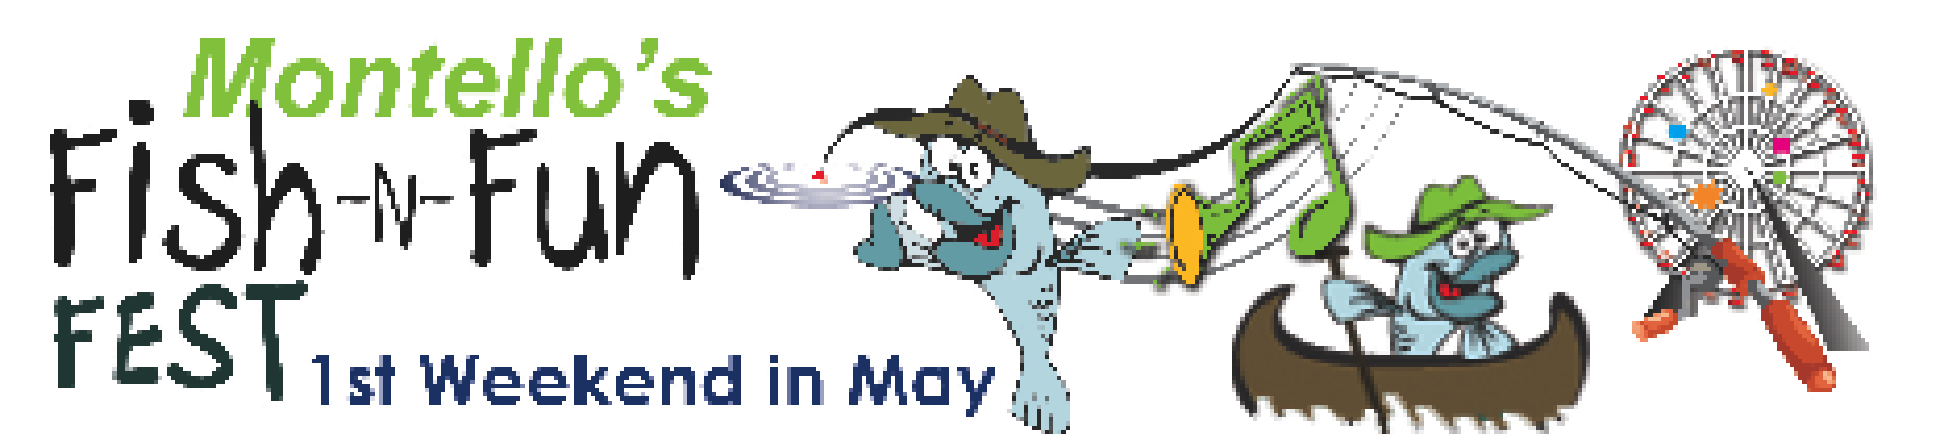 Montello's
Fish-N-Fun
FEST
1st Weekend in May